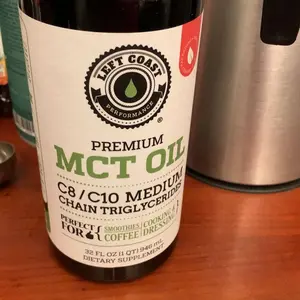 LEFT COAST
PERFORMANCE
®
PREMIUM
MCT OIL
C8 / C10 MEDIUM
CHAIN TRIGLYCERIDES
PERFECT SMOOTHIES COOKING
FOR COFFEE DRESSING
32 FL OZ (1 QT) 946 mL
DIETARY SUPPLEMENT